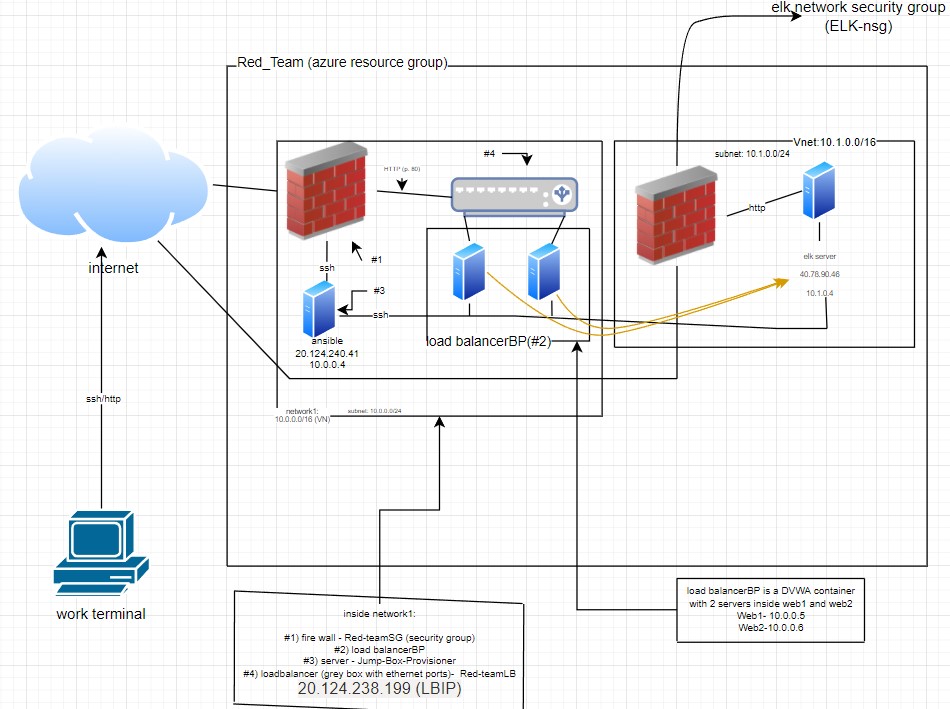 elk network security group
(ELK-nsg)
Red_Team (azure resource group)
Vnet:10.1.0.0/16
subnet: 10.1.0.0/24
#4
HTTP (p. 80)
http
#1
internet
ssh
elk server
40.78.90.46
10.1.0.4
#3
ssh
ansible
20.124.240.41
10.0.0.4
load balancerBP(#2)
ssh/http
network1:
10.0.0.0/16 (VN)
subnet: 10.0.0.0/24
work terminal
inside network1:
#1) fire wall - Red-teamSG (security group)
#2) load balancerBP
#3) server - Jump-Box-Provisioner
#4) loadbalancer (grey box with ethernet ports)- Red-teamLB
20.124.238.199 (LBIP)
load balancerBP is a DVWA container
with 2 servers inside web1 and web2
Web1- 10.0.0.5
Web2-10.0.0.6